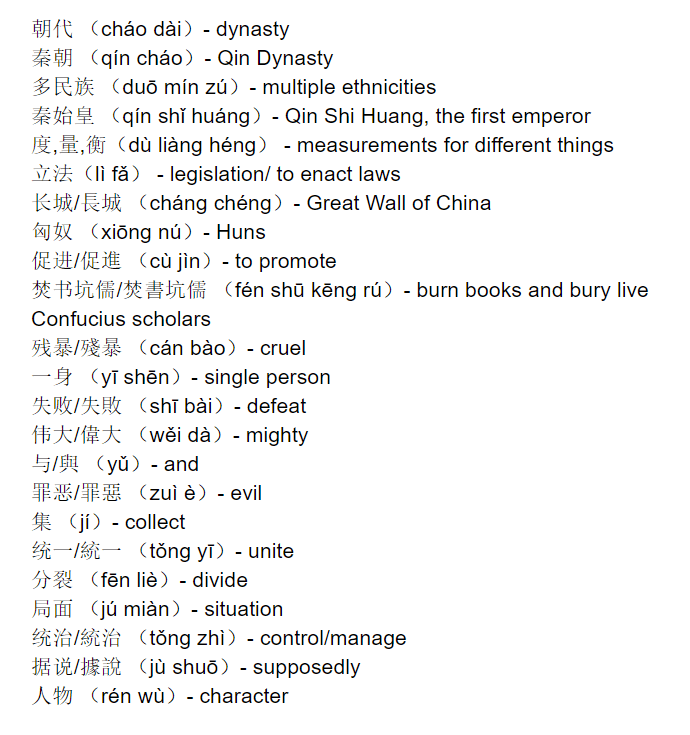 朝代 （cháo dài）- dynasty
秦朝 （qín cháo）- Qin Dynasty
多民族 （duō mín zú）- multiple ethnicities
秦始皇 （qín shǐ huáng）- Qin Shi Huang, the first emperor
度,量,衡（dù liàng héng） - measurements for different things
立法（lì fǎ） - legislation/ to enact laws
长城/長城 （cháng chéng）- Great Wall of China
匈奴 （xiōng nú）- Huns
促进/促進 （cù jìn）- to promote
焚书坑儒/焚書坑儒 （fén shū kēng rú）- burn books and bury live
Confucius scholars
残暴/殘暴 （cán bào）- cruel
一身 （yī shēn）- single person
失败/失敗 （shī bài）- defeat
伟大/偉大 （wěi dà）- mighty
与/與 （yǔ）- and
罪恶/罪惡 （zuì è）- evil
集 （jí）- collect
统一/統一 （tǒng yī）- unite
分裂 （fēn liè）- divide
局面 （jú miàn）- situation
统治/統治 （tǒng zhì）- control/manage
据说/據說 （jù shuō）- supposedly
人物 （rén wù）- character